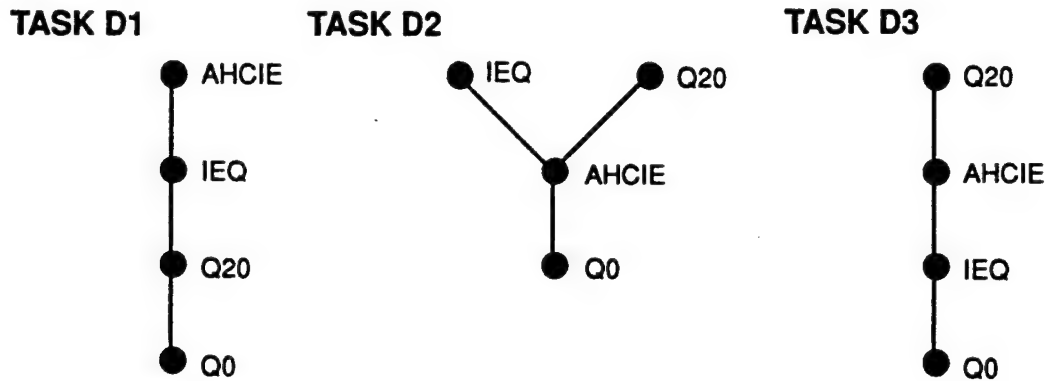 TASK D1
AHCIE
IEQ
Q20
Q0
TASK D2
IEQ
Q20
AHCIE
Q0
TASK D3
Q20
AHCIE
IEQ
Q0